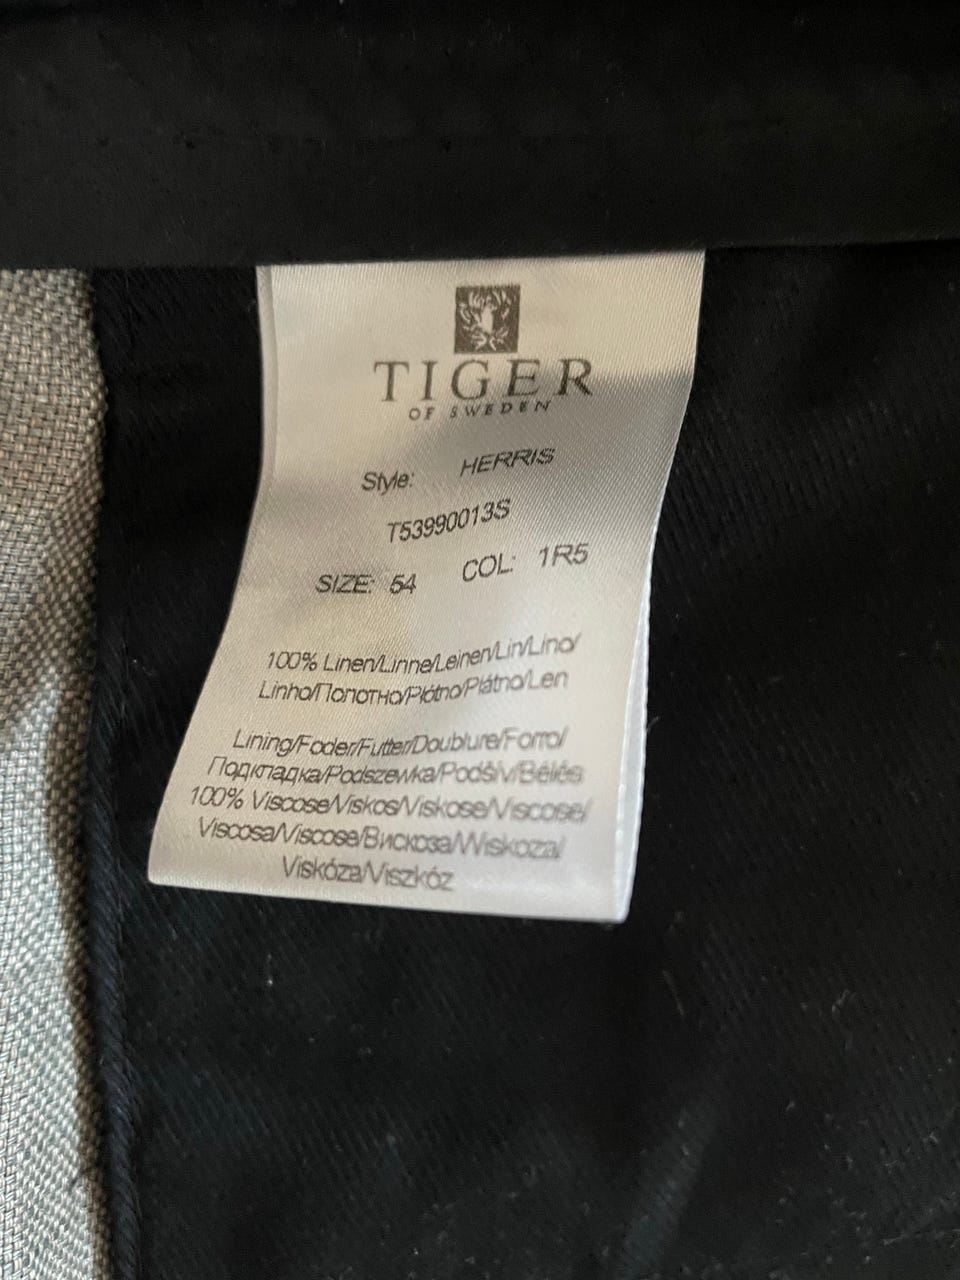 TIGER
OF SWEDEN
Style: HERRIS
T53990013S
SIZE: 54 COL: 1R5
100% Linen/Linne/Leinen/Lin/Lino/
Linho/Полотно/Płótno/Plátno/Len
Lining/Foder/Futter/Doublure/Forro/
Подкладка/Podszewka/Podšiv/Bélés
100% Viscose/Viskos/Viskose/Viscose/
Viscosa/Viscose/Вискоза/Wiskoza/
Viskóza/Viszkóz